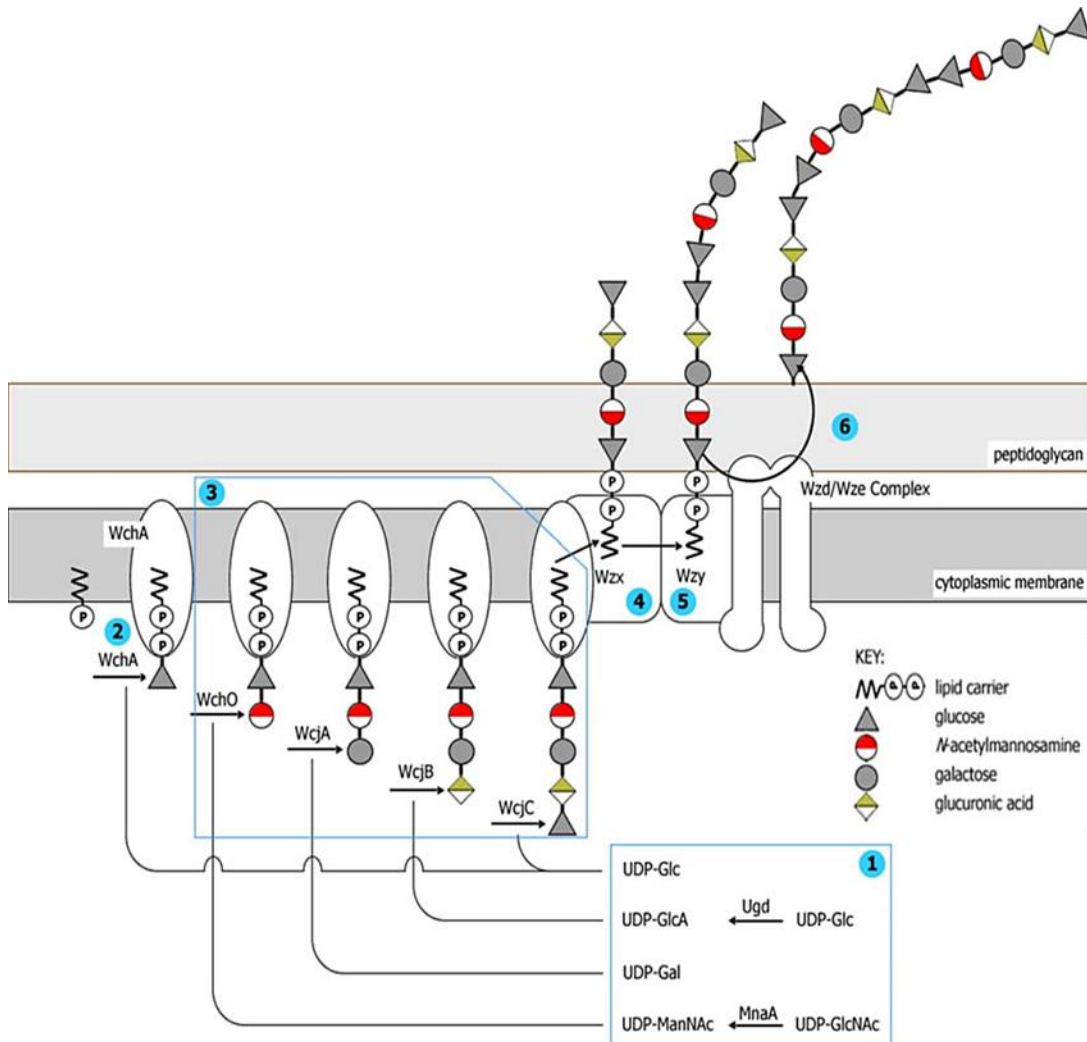 6
peptidoglycan
Wzd/Wze Complex
3
WchA
cytoplasmic membrane
Wzx
Wzy
4
5
P
P
P
P
P
P P P P P
P P P P P
P
2
WchA
WchO
WcjA
WcjB
WcjC
KEY:
P P lipid carrier
glucose
N-acetylmannosamine
galactose
glucuronic acid
1
UDP-Glc
UDP-GlcA Ugd UDP-Glc
UDP-Gal
UDP-ManNAc MnaA UDP-GlcNAc